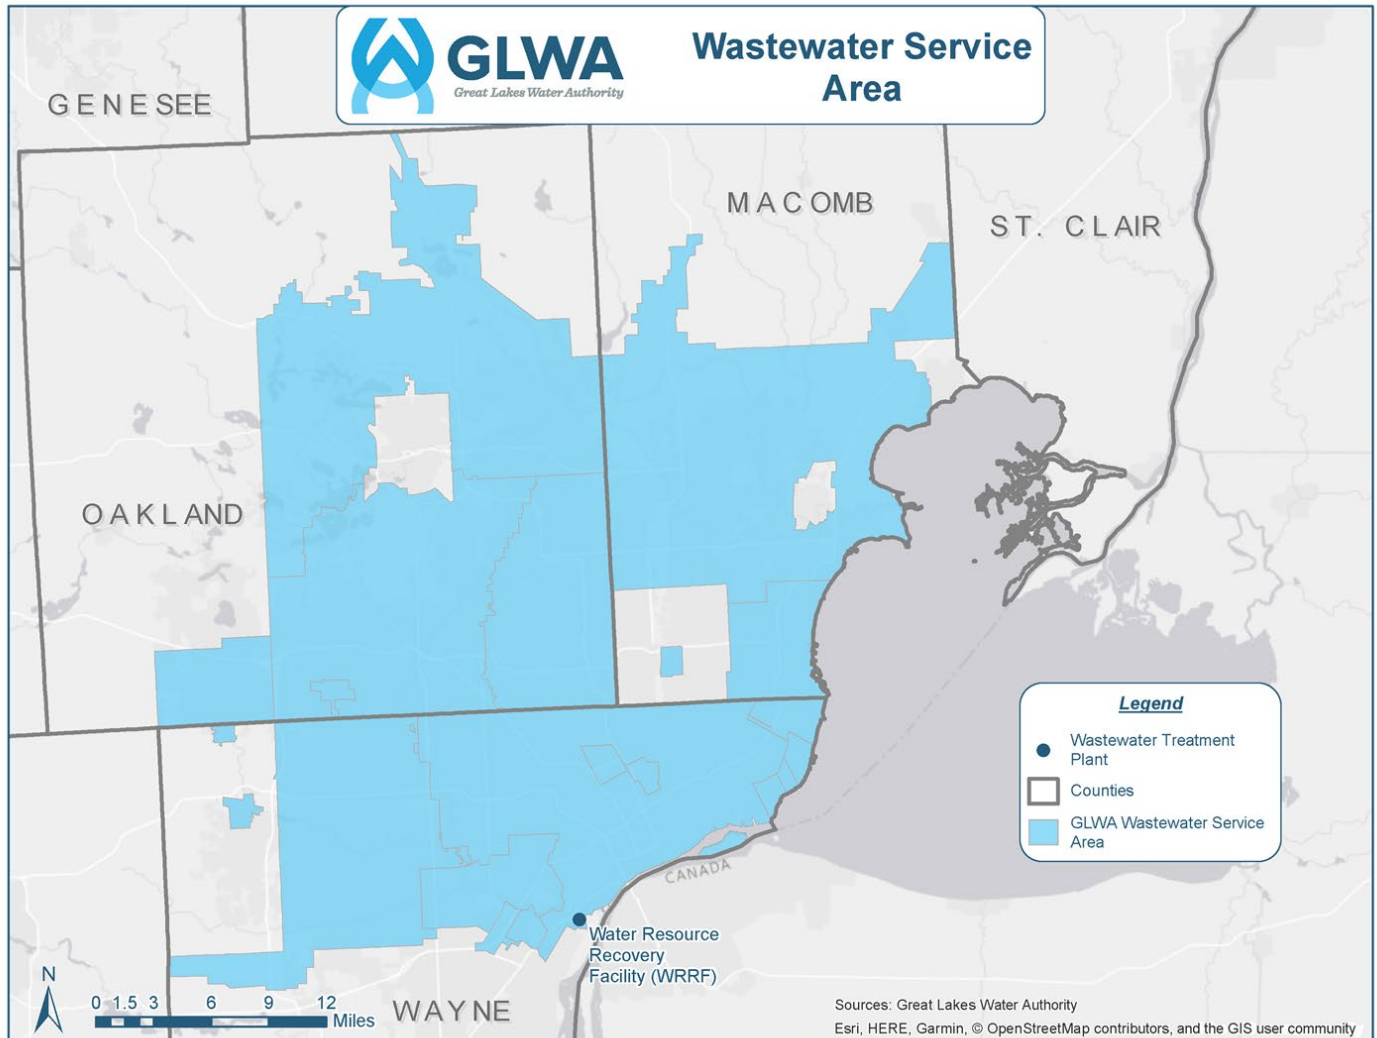 GLWA
Great Lakes Water Authority
Wastewater Service
Area
GENESEE
MACOMB
ST. CLAIR
OAKLAND
Legend
Wastewater Treatment
Plant
Counties
GLWA Wastewater Service
Area
CANADA
Water Resource
Recovery
Facility (WRRF)
WAYNE
N
0 1.5 3 6 9 12
Miles
Sources: Great Lakes Water Authority
Esri, HERE, Garmin, © OpenStreetMap contributors, and the GIS user community